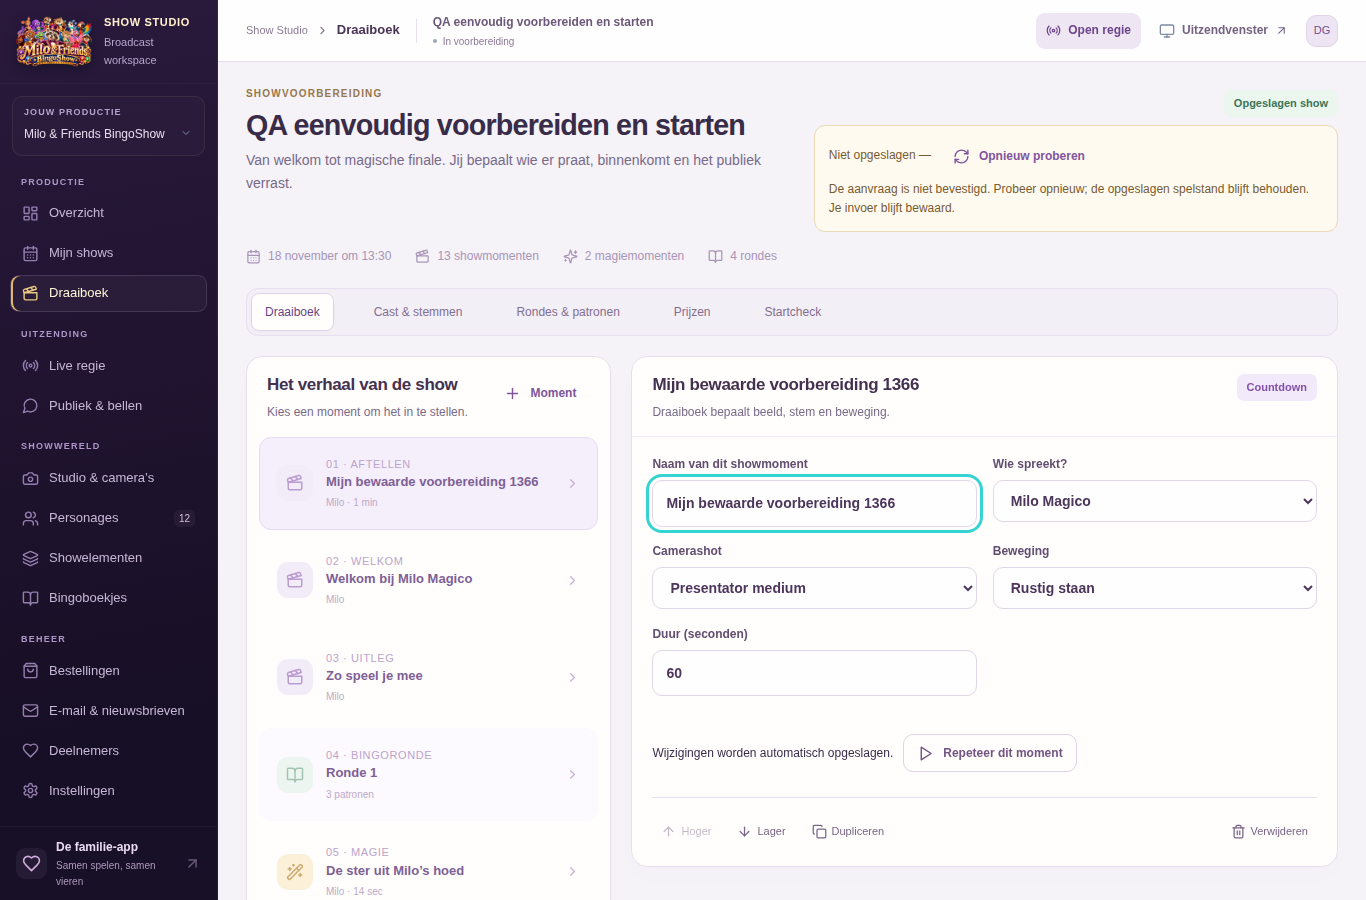 Milo & Friends
BingoShow
SHOW STUDIO
Broadcast
workspace
JOUW PRODUCTIE
Milo & Friends BingoShow
PRODUCTIE
Overzicht
Mijn shows
Draaiboek
UITZENDING
Live regie
Publiek & bellen
SHOWWERELD
Studio & camera's
Personages
12
Showelementen
Bingoboekjes
BEHEER
Bestellingen
E-mail & nieuwsbrieven
Deelnemers
Instellingen
De familie-app
Samen spelen, samen
vieren
Show Studio
Draaiboek
QA eenvoudig voorbereiden en starten
In voorbereiding
Open regie
Uitzendvenster
DG
SHOWVOORBEREIDING
QA eenvoudig voorbereiden en starten
Van welkom tot magische finale. Jij bepaalt wie er praat, binnenkomt en het publiek
verrast.
Opgeslagen show
Niet opgeslagen —
Opnieuw proberen
De aanvraag is niet bevestigd. Probeer opnieuw; de opgeslagen spelstand blijft behouden.
Je invoer blijft bewaard.
18 november om 13:30
13 showmomenten
2 magiemomenten
4 rondes
Draaiboek
Cast & stemmen
Rondes & patronen
Prijzen
Startcheck
Het verhaal van de show
Kies een moment om het in te stellen.
Moment
01 · AFTELLEN
Mijn bewaarde voorbereiding 1366
Milo · 1 min
02 · WELKOM
Welkom bij Milo Magico
Milo
03 · UITLEG
Zo speel je mee
Milo
04 · BINGORONDE
Ronde 1
3 patronen
05 · MAGIE
De ster uit Milo’s hoed
Milo · 14 sec
Mijn bewaarde voorbereiding 1366
Draaiboek bepaalt beeld, stem en beweging.
Countdown
Naam van dit showmoment
Mijn bewaarde voorbereiding 1366
Wie spreekt?
Milo Magico
Camerashot
Presentator medium
Beweging
Rustig staan
Duur (seconden)
60
Wijzigingen worden automatisch opgeslagen.
Repeteer dit moment
Hoger
Lager
Dupliceren
Verwijderen